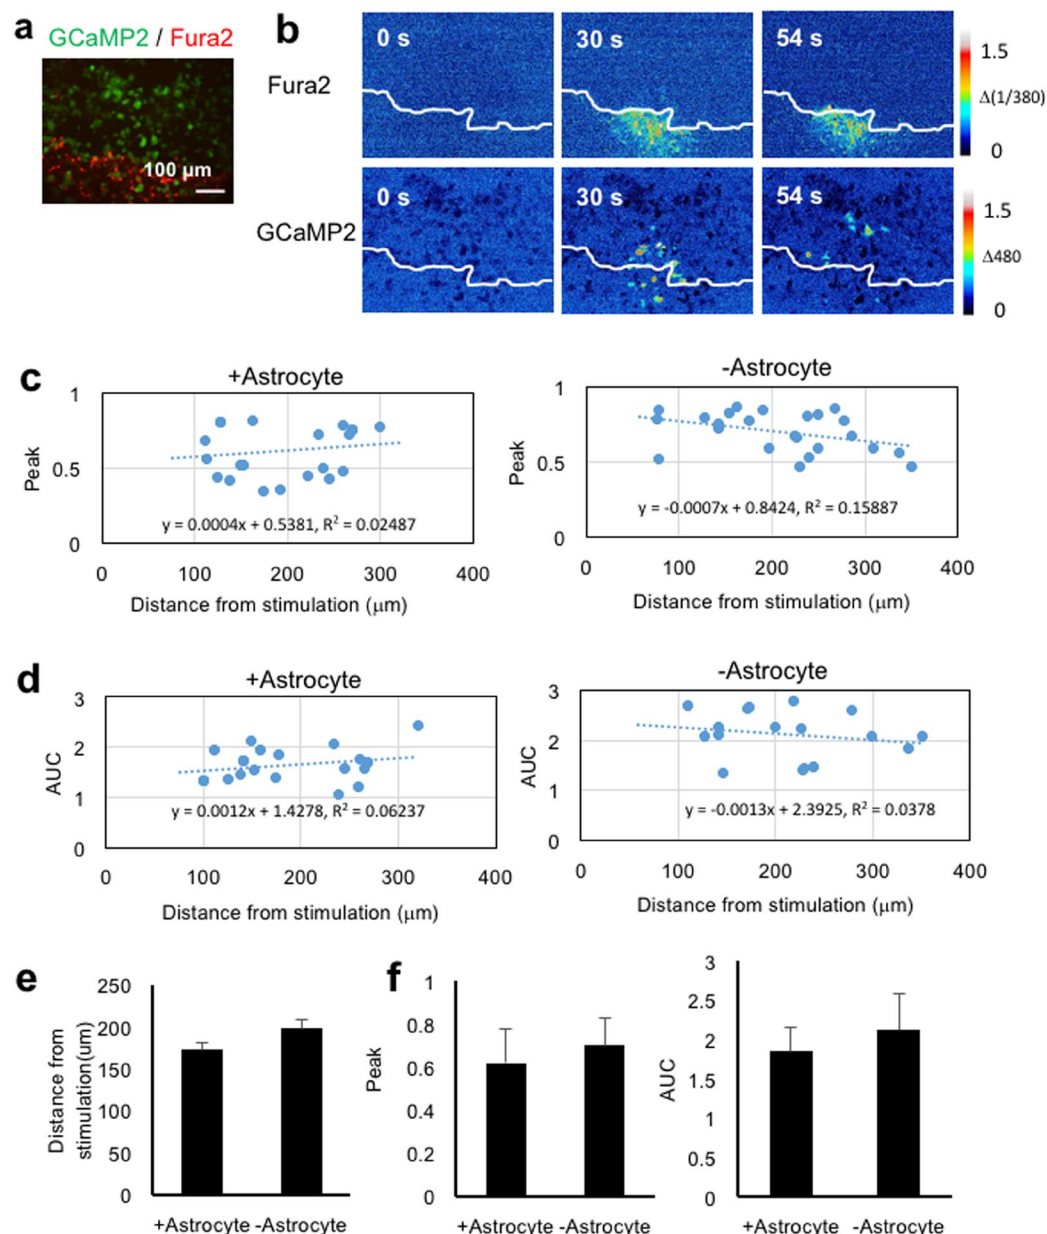 a
GCaMP2 / Fura2
100 µm
b
Fura2
0 s
30 s
54 s
1.5
Δ(1/380)
0
GCaMP2
0 s
30 s
54 s
1.5
Δ480
0
c
+Astrocyte
1
0.5
0
Peak
y = 0.0004x + 0.5381, R² = 0.02487
0 100 200 300 400
Distance from stimulation (µm)
-Astrocyte
1
0.5
0
Peak
y = -0.0007x + 0.8424, R² = 0.15887
0 100 200 300 400
Distance from stimulation (µm)
d
+Astrocyte
3
2
1
0
AUC
y = 0.0012x + 1.4278, R² = 0.06237
0 100 200 300 400
Distance from stimulation (µm)
-Astrocyte
3
2
1
0
AUC
y = -0.0013x + 2.3925, R² = 0.0378
0 100 200 300 400
Distance from stimulation (µm)
e
250
200
150
100
50
0
Distance from
stimulation(um)
+Astrocyte -Astrocyte
f
1
0.8
0.6
0.4
0.2
0
Peak
+Astrocyte -Astrocyte
3
2.5
2
1.5
1
0.5
0
AUC
+Astrocyte -Astrocyte